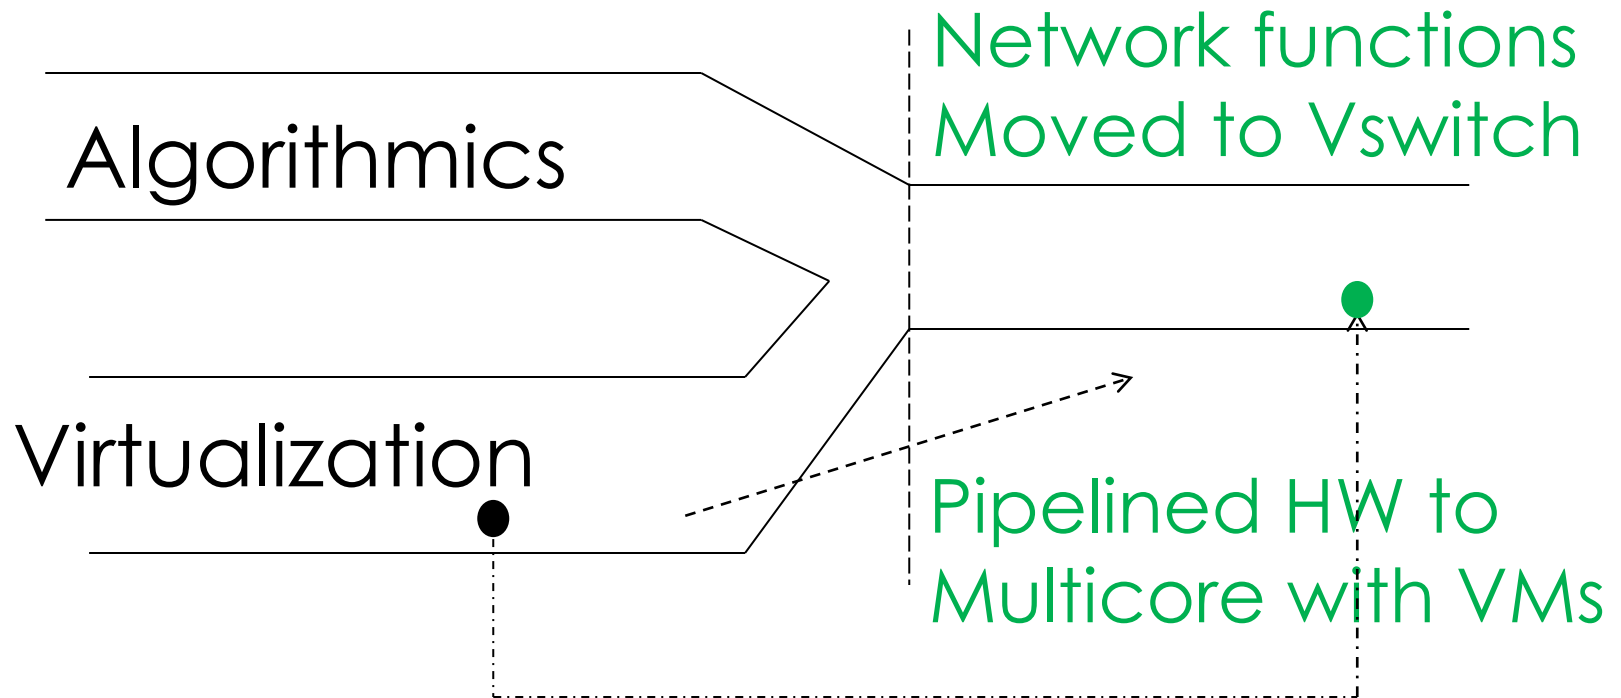 Network functions
Moved to Vswitch
Algorithmics
Virtualization
Pipelined HW to
Multicore with VMs